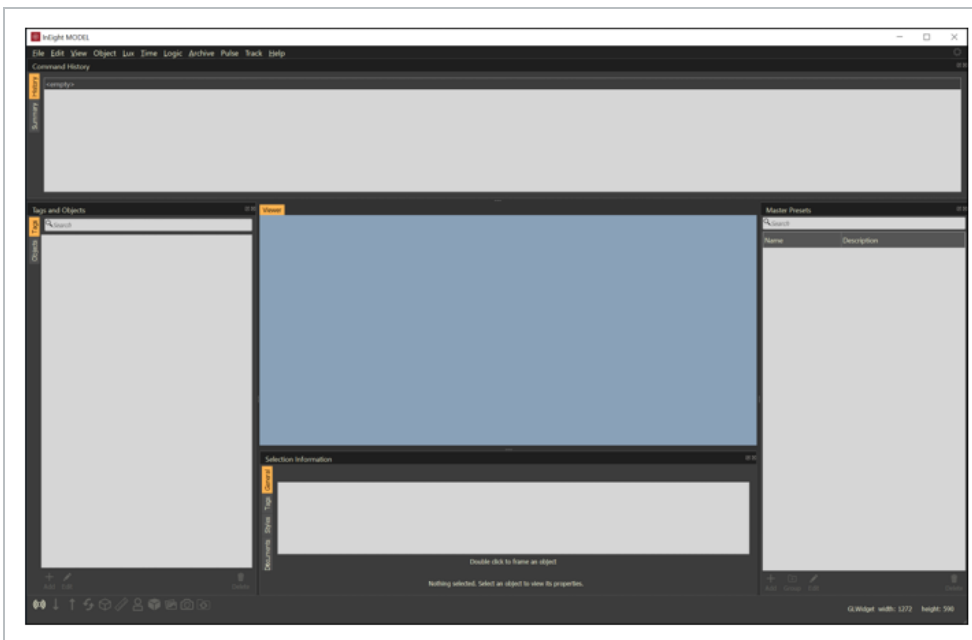 InEight MODEL
File Edit View Object Lux Time Logic Archive Pulse Track Help
Command History
<empty>
History
Summary
Tags and Objects
Search
Tags
Objects
Add Edit Delete
Viewer
Selection Information
General
Tags
Styles
Documents
Double click to frame an object
Nothing selected. Select an object to view its properties.
Master Presets
Search
Name Description
Add Group Edit Delete
GLWidget width: 1272 height: 590